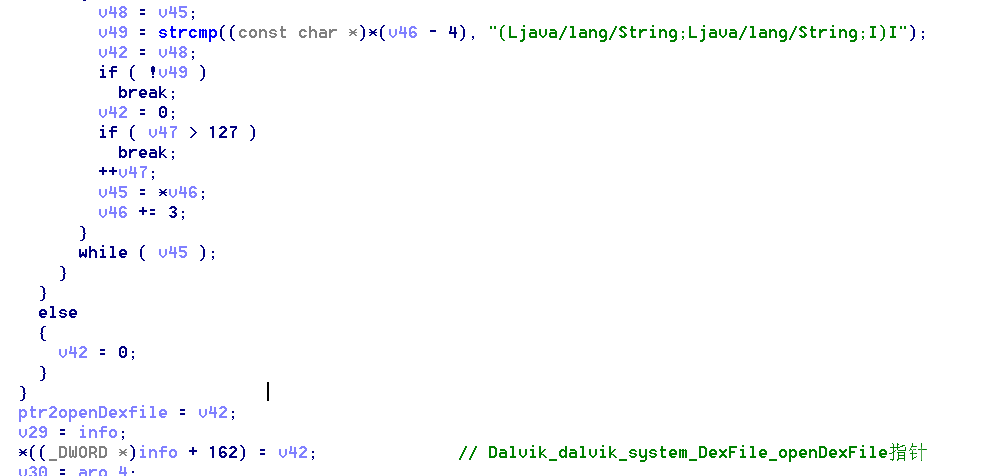 v48 = v45;
v49 = strcmp((const char *)*(v46 - 4), "(Ljava/lang/String;Ljava/lang/String;I)I");
v42 = v48;
if ( !v49 )
break;
v42 = 0;
if ( v47 > 127 )
break;
++v47;
v45 = *v46;
v46 += 3;
}
while ( v45 );
}
}
else
{
v42 = 0;
}
}
ptr2openDexfile = v42;
v29 = info;
*((_DWORD *)info + 162) = v42; // Dalvik_dalvik_system_DexFile_openDexFile指针
v30 = arg_4;